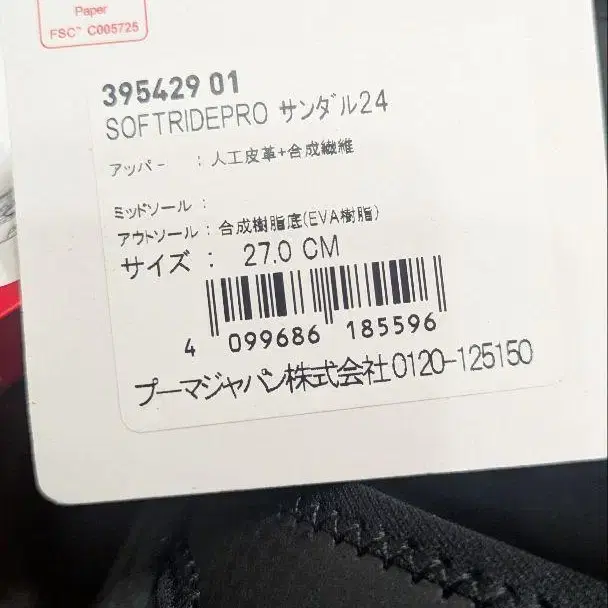 Paper
FSC™ C005725
395429 01
SOFTRIDEPRO サンダル24
アッパー : 人工皮革+合成繊維
ミッドソール :
アウトソール : 合成樹脂底(EVA樹脂)
サイズ : 27.0 CM
4 099686 185596
プーマジャパン株式会社0120-125150